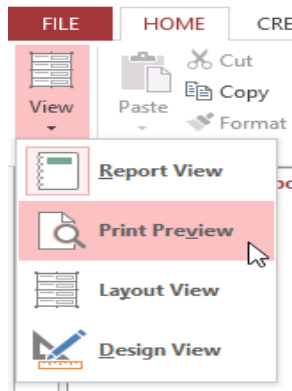 FILE HOME CRE
Cut
Copy
View Paste
Format
Report View
Print Preview
Layout View
Design View